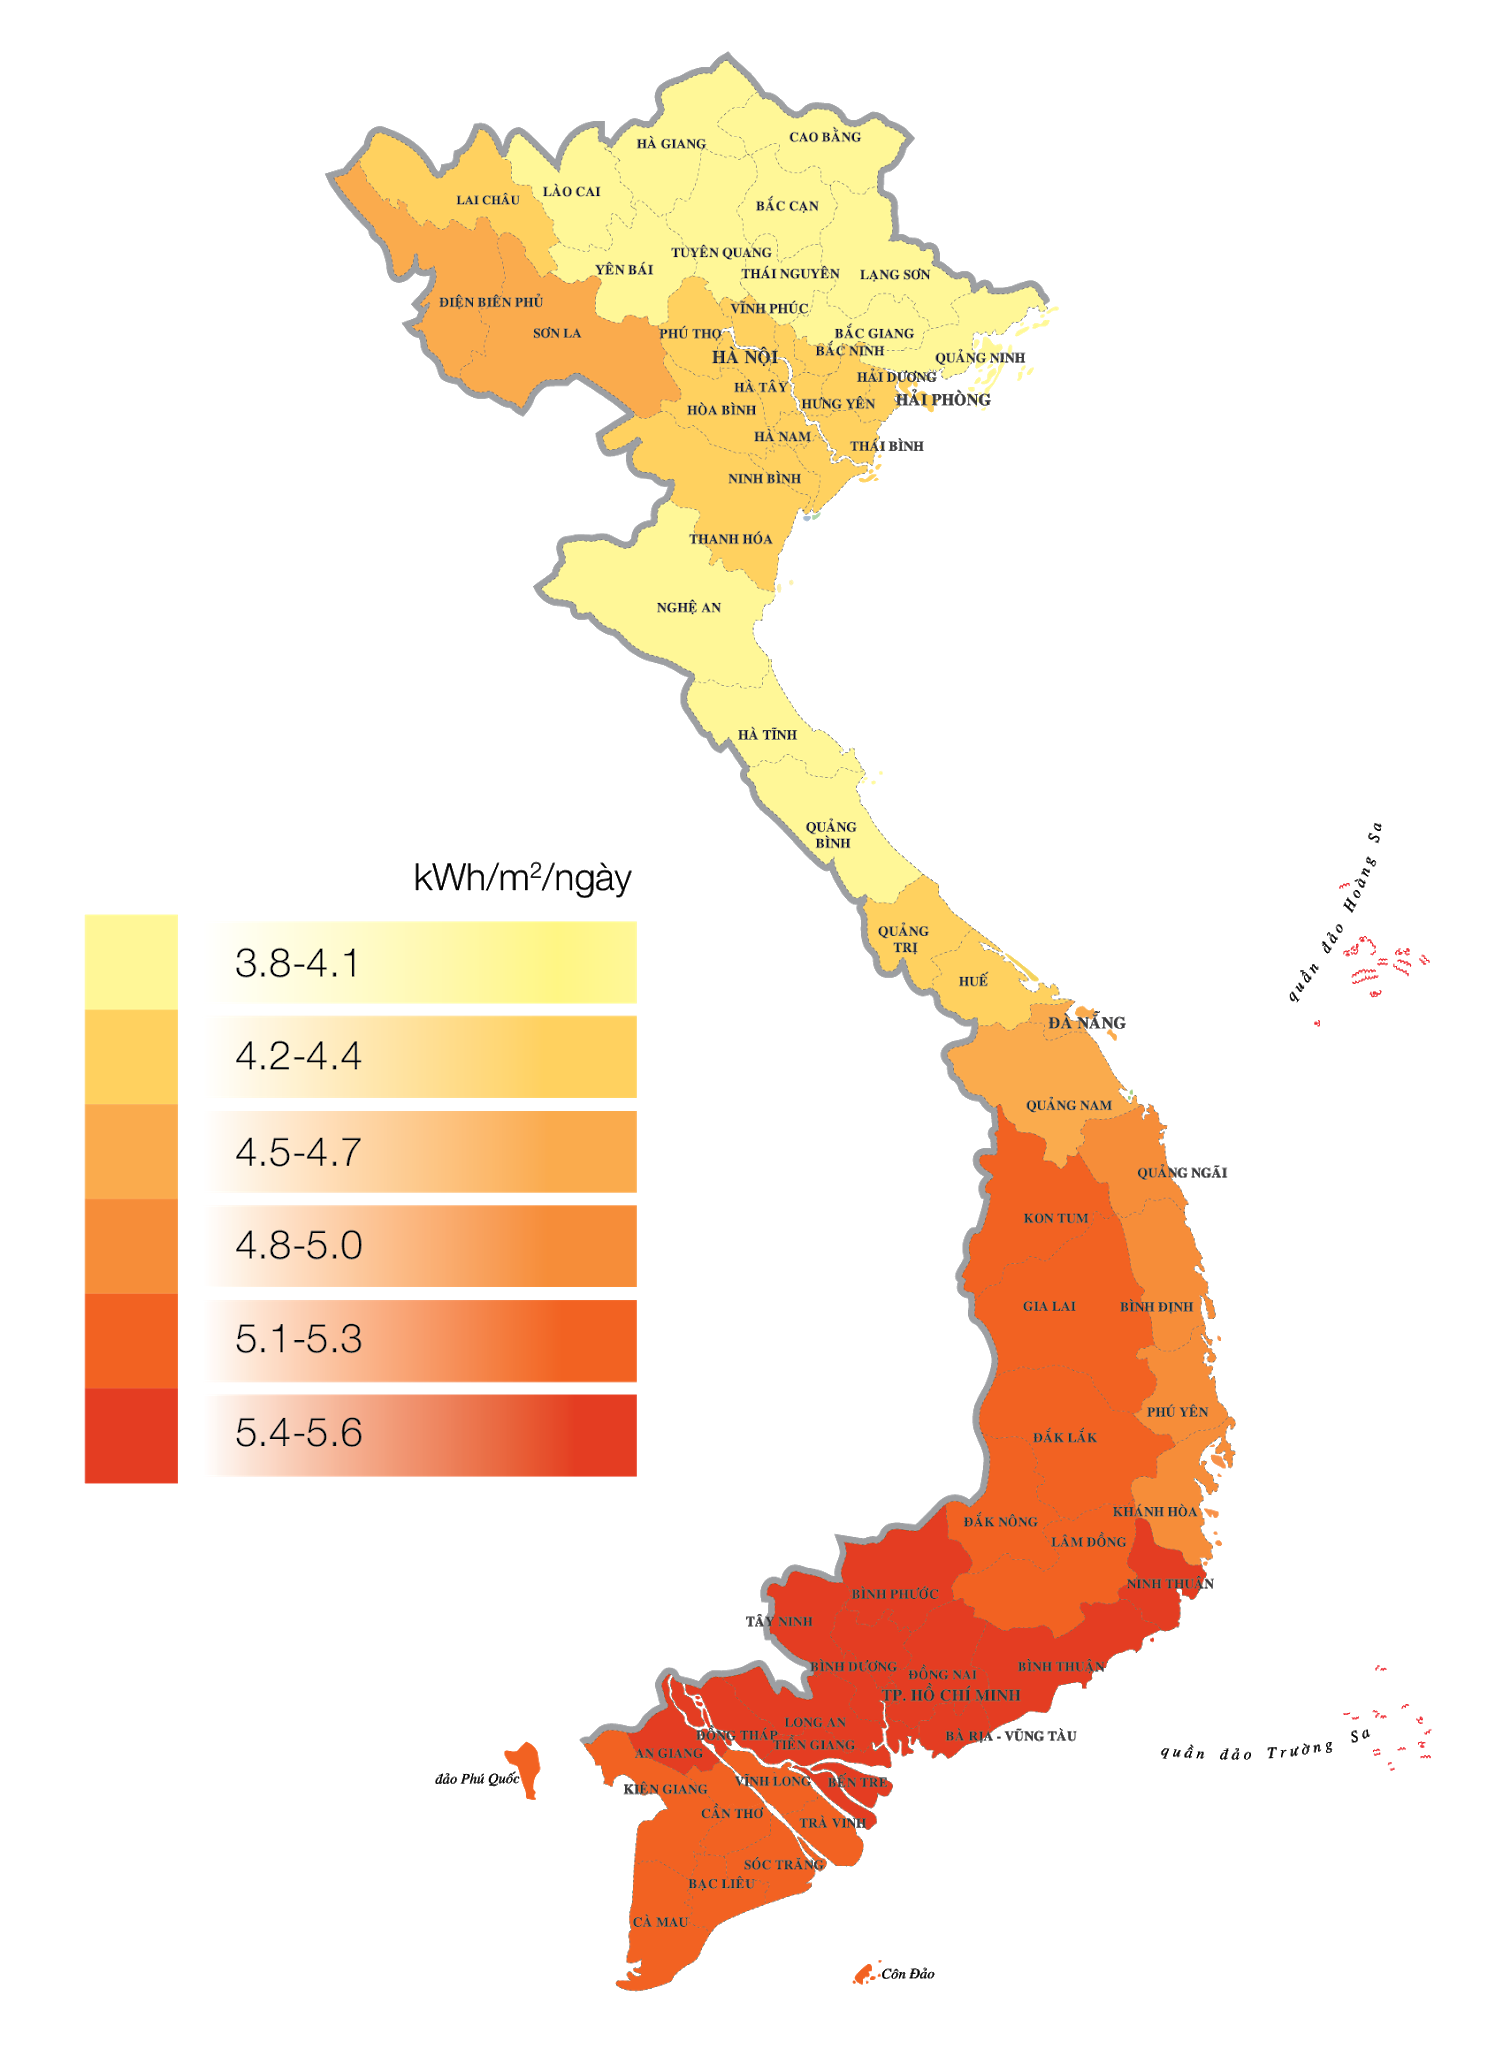 HÀ GIANG
CAO BẰNG
LAI CHÂU
LÀO CAI
BẮC CẠN
TUYÊN QUANG
YÊN BÁI
THÁI NGUYÊN
LẠNG SƠN
ĐIỆN BIÊN PHỦ
VĨNH PHÚC
SƠN LA
PHÚ THỌ
BẮC GIANG
BẮC NINH
HÀ NỘI
QUẢNG NINH
HẢI DƯƠNG
HÀ TÂY
HẢI PHÒNG
HƯNG YÊN
HÒA BÌNH
HÀ NAM
THÁI BÌNH
NINH BÌNH
THANH HÓA
NGHỆ AN
HÀ TĨNH
QUẢNG
BÌNH
kWh/m²/ngày
3.8-4.1
4.2-4.4
4.5-4.7
4.8-5.0
5.1-5.3
5.4-5.6
quần đảo Hoàng Sa
QUẢNG
TRỊ
HUẾ
ĐÀ NẴNG
QUẢNG NAM
QUẢNG NGÃI
KON TUM
GIA LAI
BÌNH ĐỊNH
PHÚ YÊN
ĐẮK LẮK
KHÁNH HÒA
ĐẮK NÔNG
LÂM ĐỒNG
NINH THUẬN
BÌNH PHƯỚC
TÂY NINH
BÌNH DƯƠNG
ĐỒNG NAI
BÌNH THUẬN
TP. HỒ CHÍ MINH
LONG AN
ĐỒNG THÁP
TIỀN GIANG
BÀ RỊA - VŨNG TÀU
quần đảo Trường Sa
AN GIANG
đảo Phú Quốc
KIÊN GIANG
VĨNH LONG
BẾN TRE
CẦN THƠ
TRÀ VINH
SÓC TRĂNG
BẠC LIÊU
CÀ MAU
Côn Đảo